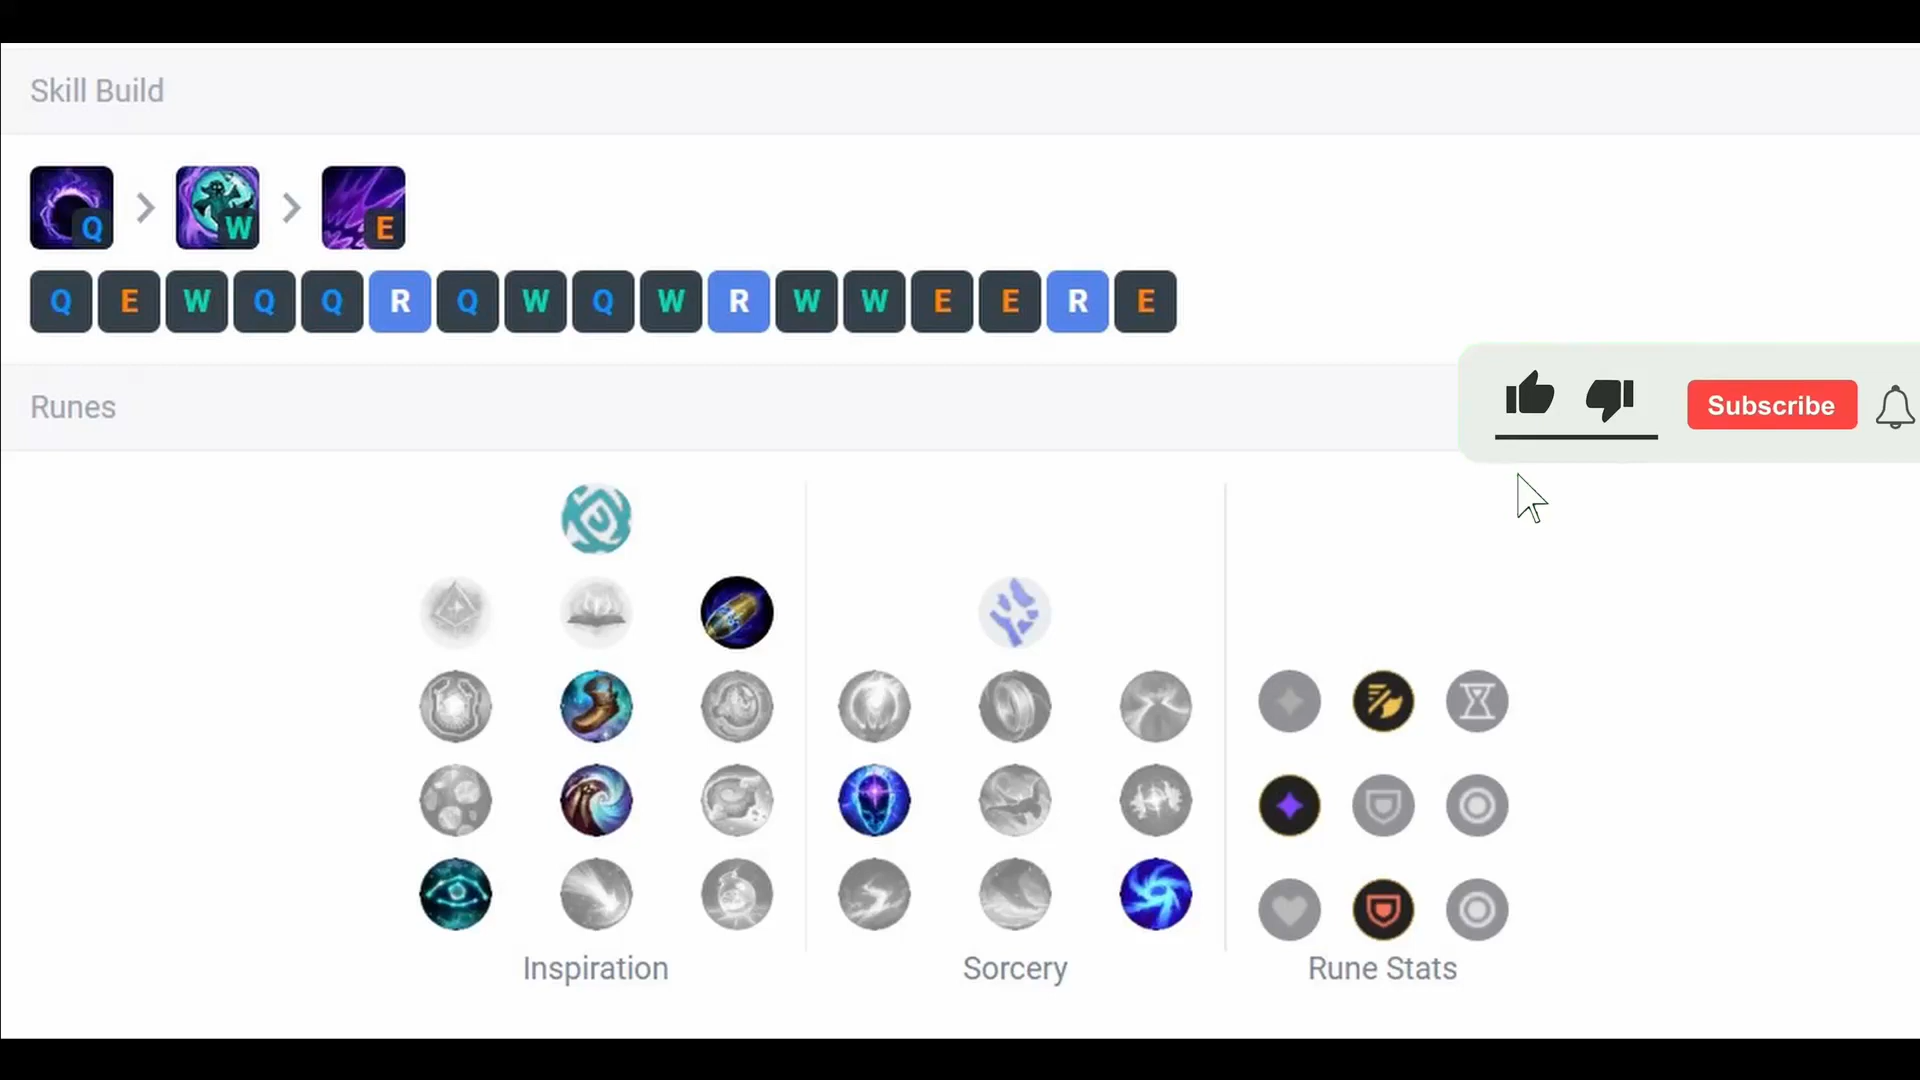 Skill Build
Q W E
Q E W Q Q R Q W Q W R W W E E R E
Runes
Subscribe
Inspiration
Sorcery
Rune Stats